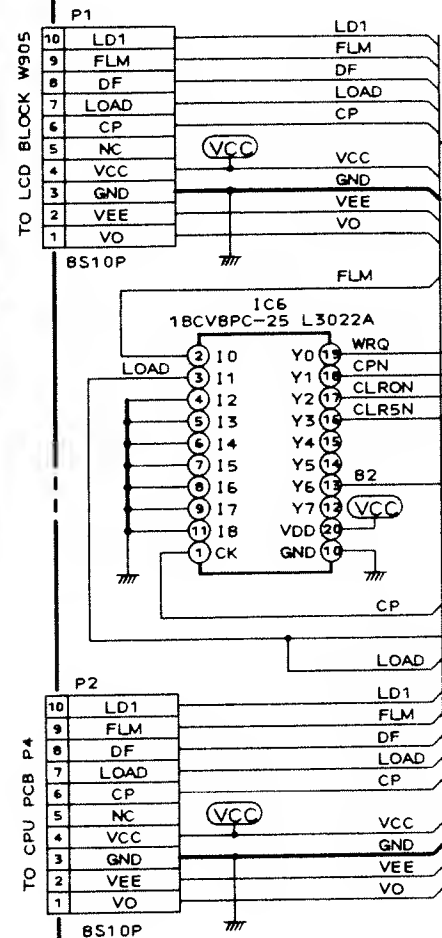 P1
TO LCD BLOCK W905
10 LD1 LD1
9 FLM FLM
8 DF DF
7 LOAD LOAD
6 CP CP
5 NC VCC
4 VCC VCC
3 GND GND
2 VEE VEE
1 VO VO
BS10P
FLM
IC6
18CV8PC-25 L3022A
2 I0 Y0 19 WRQ
LOAD 3 I1 Y1 18 CPN
4 I2 Y2 17 CLRON
5 I3 Y3 16 CLR5N
6 I4 Y4 15
7 I5 Y5 14
8 I6 Y6 13 B2
9 I7 Y7 12 VCC
11 I8 VDD 20
1 CK GND 10
CP
LOAD
P2
TO CPU PCB P4
10 LD1 LD1
9 FLM FLM
8 DF DF
7 LOAD LOAD
6 CP CP
5 NC VCC
4 VCC VCC
3 GND GND
2 VEE VEE
1 VO VO
BS10P